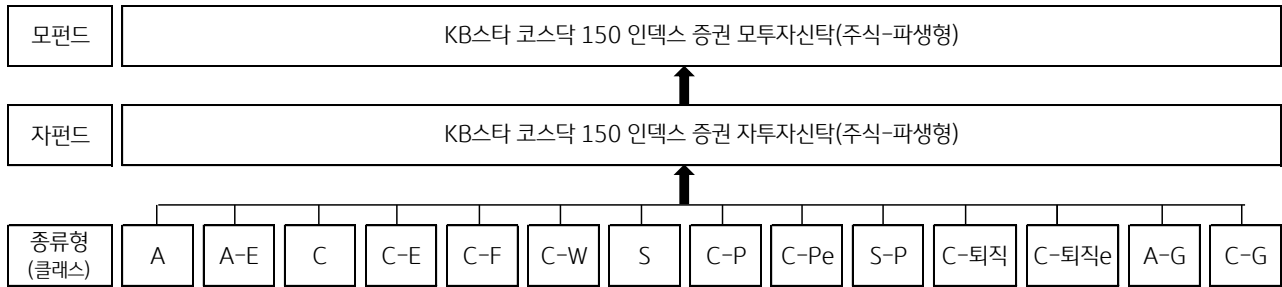 모펀드
KB스타 코스닥 150 인덱스 증권 모투자신탁(주식-파생형)
자펀드
KB스타 코스닥 150 인덱스 증권 자투자신탁(주식-파생형)
종류형
(클래스)
A
A-E
C
C-E
C-F
C-W
S
C-P
C-Pe
S-P
C-퇴직
C-퇴직e
A-G
C-G